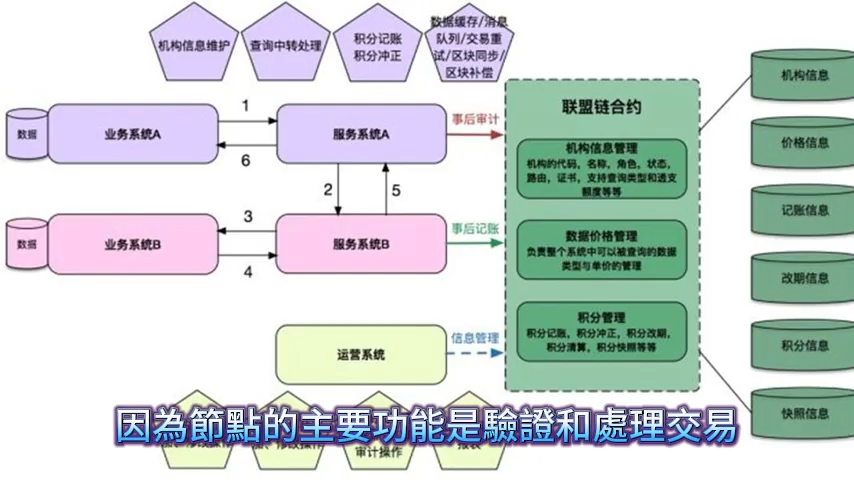 机构信息维护
查询中转处理
积分记账
积分冲正
数据缓存/消息
队列/交易重
试/区块同步/
区块补偿
数据
业务系统A
1
6
服务系统A
事后审计
2
5
数据
业务系统B
3
4
服务系统B
事后记账
运营系统
信息管理
联盟链合约
机构信息管理
机构的代码，名称，角色，状态，
路由，证书，支持查询类型和透支
额度等等
数据价格管理
负责整个系统中可以被查询的数据
类型与单价的管理
积分管理
积分记账，积分冲正，积分改期，
积分清算，积分快照等等
机构信息
价格信息
记账信息
改期信息
积分信息
快照信息
因為節點的主要功能是驗證和處理交易
审计操作
报表